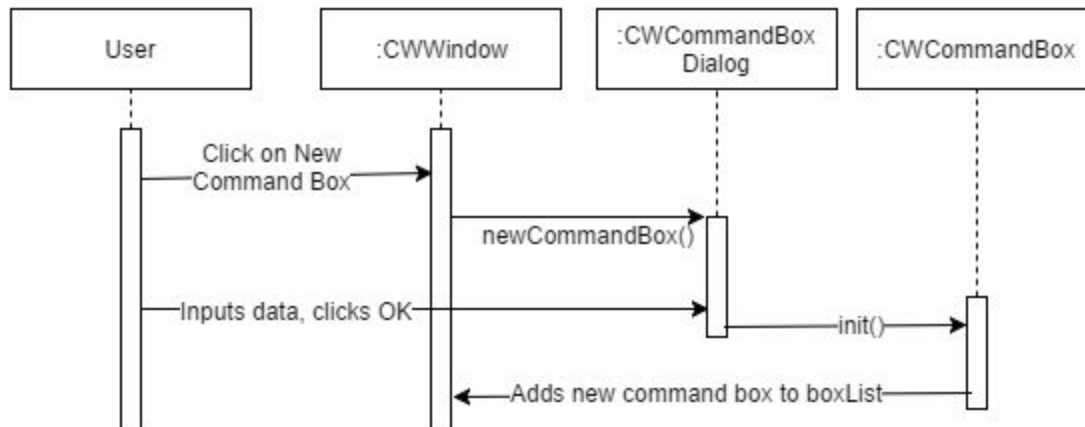 User
:CWWindow
:CWCommandBox
Dialog
:CWCommandBox
Click on New
Command Box
newCommandBox()
Inputs data, clicks OK
init()
Adds new command box to boxList